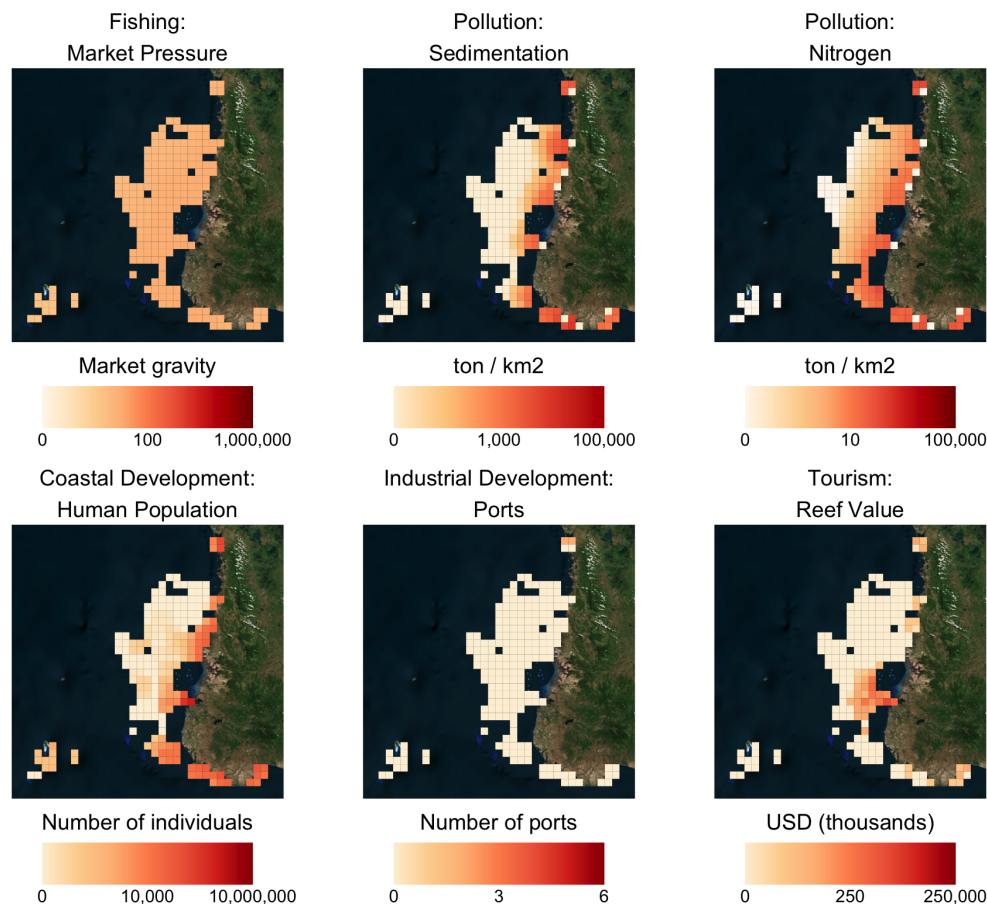 Fishing:
Market Pressure
Pollution:
Sedimentation
Pollution:
Nitrogen
Market gravity
0 100 1,000,000
ton / km2
0 1,000 100,000
ton / km2
0 10 100,000
Coastal Development:
Human Population
Industrial Development:
Ports
Tourism:
Reef Value
Number of individuals
0 10,000 10,000,000
Number of ports
0 3 6
USD (thousands)
0 250 250,000